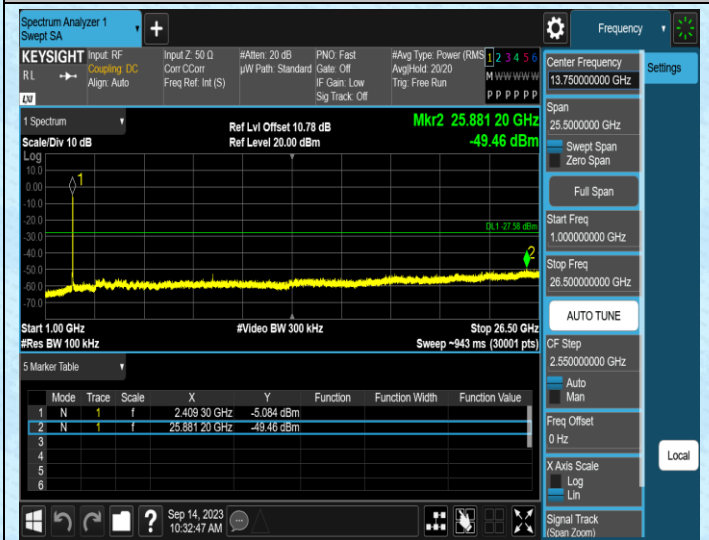 Spectrum Analyzer 1
Swept SA
+
Frequency
KEYSIGHT
RL
LXI
Input: RF
Coupling: DC
Align: Auto
Input Z: 50 Ω
Corr CCorr
Freq Ref: Int (S)
#Atten: 20 dB
µW Path: Standard
PNO: Fast
Gate: Off
IF Gain: Low
Sig Track: Off
#Avg Type: Power (RMS
Avg|Hold: 20/20
Trig: Free Run
1 2 3 4 5 6
M W W W W W
P P P P P P
1 Spectrum
Scale/Div 10 dB
Ref Lvl Offset 10.78 dB
Ref Level 20.00 dBm
Mkr2 25.881 20 GHz
-49.46 dBm
Log
10.0
0.00
-10.0
-20.0
-30.0
-40.0
-50.0
-60.0
-70.0
1
DL1 -27.58 dBm
2
Start 1.00 GHz
#Res BW 100 kHz
#Video BW 300 kHz
Stop 26.50 GHz
Sweep ~943 ms (30001 pts)
5 Marker Table
Mode Trace Scale X Y Function Function Width Function Value
1 N 1 f 2.409 30 GHz -5.084 dBm
2 N 1 f 25.881 20 GHz -49.46 dBm
3
4
5
6
?
Sep 14, 2023
10:32:47 AM
Center Frequency
13.750000000 GHz
Settings
Span
25.5000000 GHz
Swept Span
Zero Span
Full Span
Start Freq
1.000000000 GHz
Stop Freq
26.500000000 GHz
AUTO TUNE
CF Step
2.550000000 GHz
Auto
Man
Freq Offset
0 Hz
X Axis Scale
Log
Lin
Local
Signal Track
(Span Zoom)